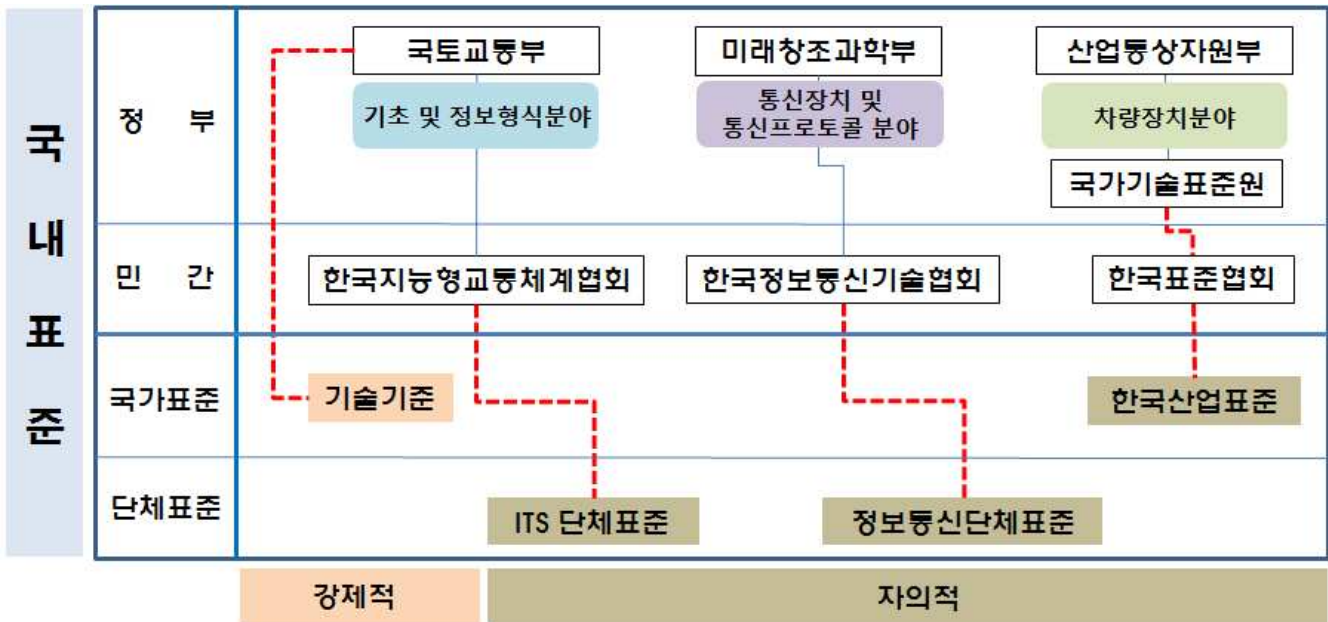 국내표준
정 부
국토교통부
미래창조과학부
산업통상자원부
기초 및 정보형식분야
통신장치 및
통신프로토콜 분야
차량장치분야
국가기술표준원
민 간
한국지능형교통체계협회
한국정보통신기술협회
한국표준협회
국가표준
기술기준
한국산업표준
단체표준
ITS 단체표준
정보통신단체표준
강제적
자의적